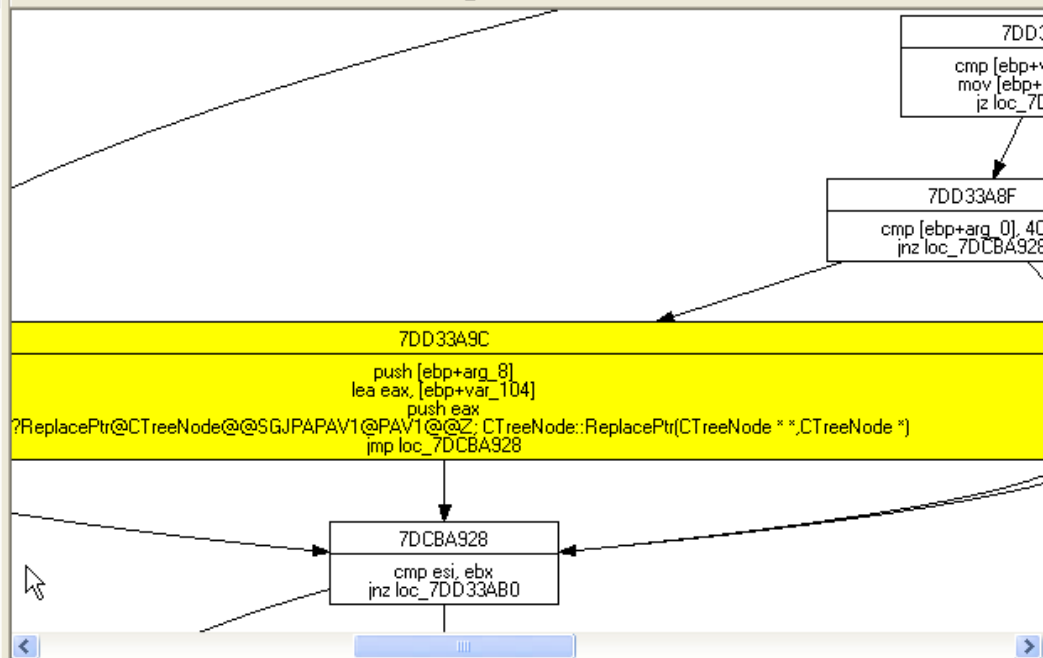 7DD3
cmp [ebp+v
mov [ebp+
jz loc_7D
7DD33A8F
cmp [ebp+arg_0], 40
jnz loc_7DCBA928
7DD33A9C
push [ebp+arg_8]
lea eax, [ebp+var_104]
push eax
?ReplacePtr@CTreeNode@@SGJPAPAV1@PAV1@@Z; CTreeNode::ReplacePtr(CTreeNode * *,CTreeNode *)
jmp loc_7DCBA928
7DCBA928
cmp esi, ebx
jnz loc_7DD33AB0